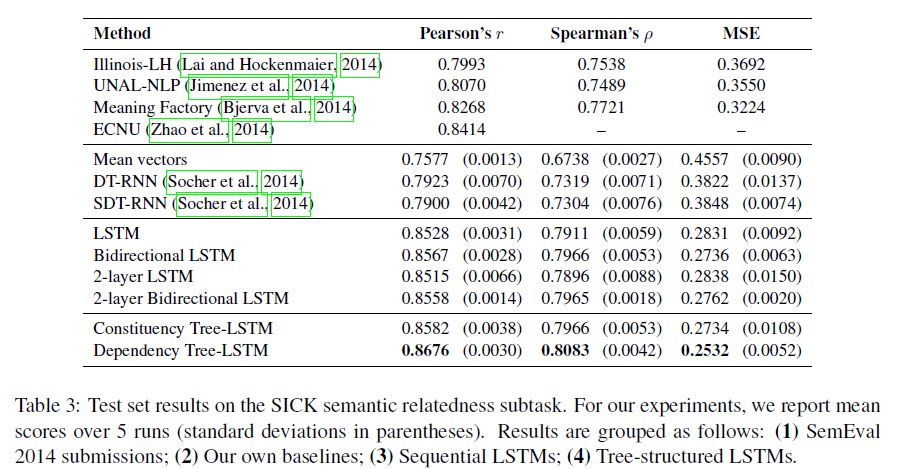 Method Pearson's r Spearman's ρ MSE
Illinois-LH (Lai and Hockenmaier, 2014) 0.7993 0.7538 0.3692
UNAL-NLP (Jimenez et al., 2014) 0.8070 0.7489 0.3550
Meaning Factory (Bjerva et al., 2014) 0.8268 0.7721 0.3224
ECNU (Zhao et al., 2014) 0.8414 – –
Mean vectors 0.7577 (0.0013) 0.6738 (0.0027) 0.4557 (0.0090)
DT-RNN (Socher et al., 2014) 0.7923 (0.0070) 0.7319 (0.0071) 0.3822 (0.0137)
SDT-RNN (Socher et al., 2014) 0.7900 (0.0042) 0.7304 (0.0076) 0.3848 (0.0074)
LSTM 0.8528 (0.0031) 0.7911 (0.0059) 0.2831 (0.0092)
Bidirectional LSTM 0.8567 (0.0028) 0.7966 (0.0053) 0.2736 (0.0063)
2-layer LSTM 0.8515 (0.0066) 0.7896 (0.0088) 0.2838 (0.0150)
2-layer Bidirectional LSTM 0.8558 (0.0014) 0.7965 (0.0018) 0.2762 (0.0020)
Constituency Tree-LSTM 0.8582 (0.0038) 0.7966 (0.0053) 0.2734 (0.0108)
Dependency Tree-LSTM 0.8676 (0.0030) 0.8083 (0.0042) 0.2532 (0.0052)
Table 3: Test set results on the SICK semantic relatedness subtask. For our experiments, we report mean
scores over 5 runs (standard deviations in parentheses). Results are grouped as follows: (1) SemEval
2014 submissions; (2) Our own baselines; (3) Sequential LSTMs; (4) Tree-structured LSTMs.